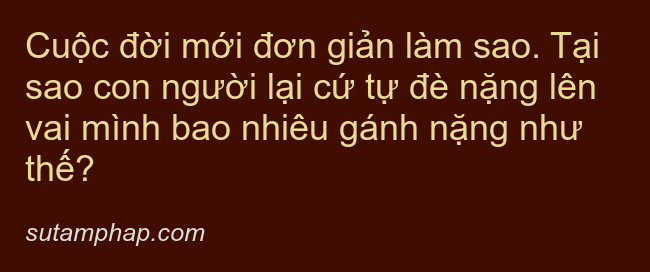 Cuộc đời mới đơn giản làm sao. Tại
sao con người lại cứ tự đè nặng lên
vai mình bao nhiêu gánh nặng như
thế?
sutamphap.com